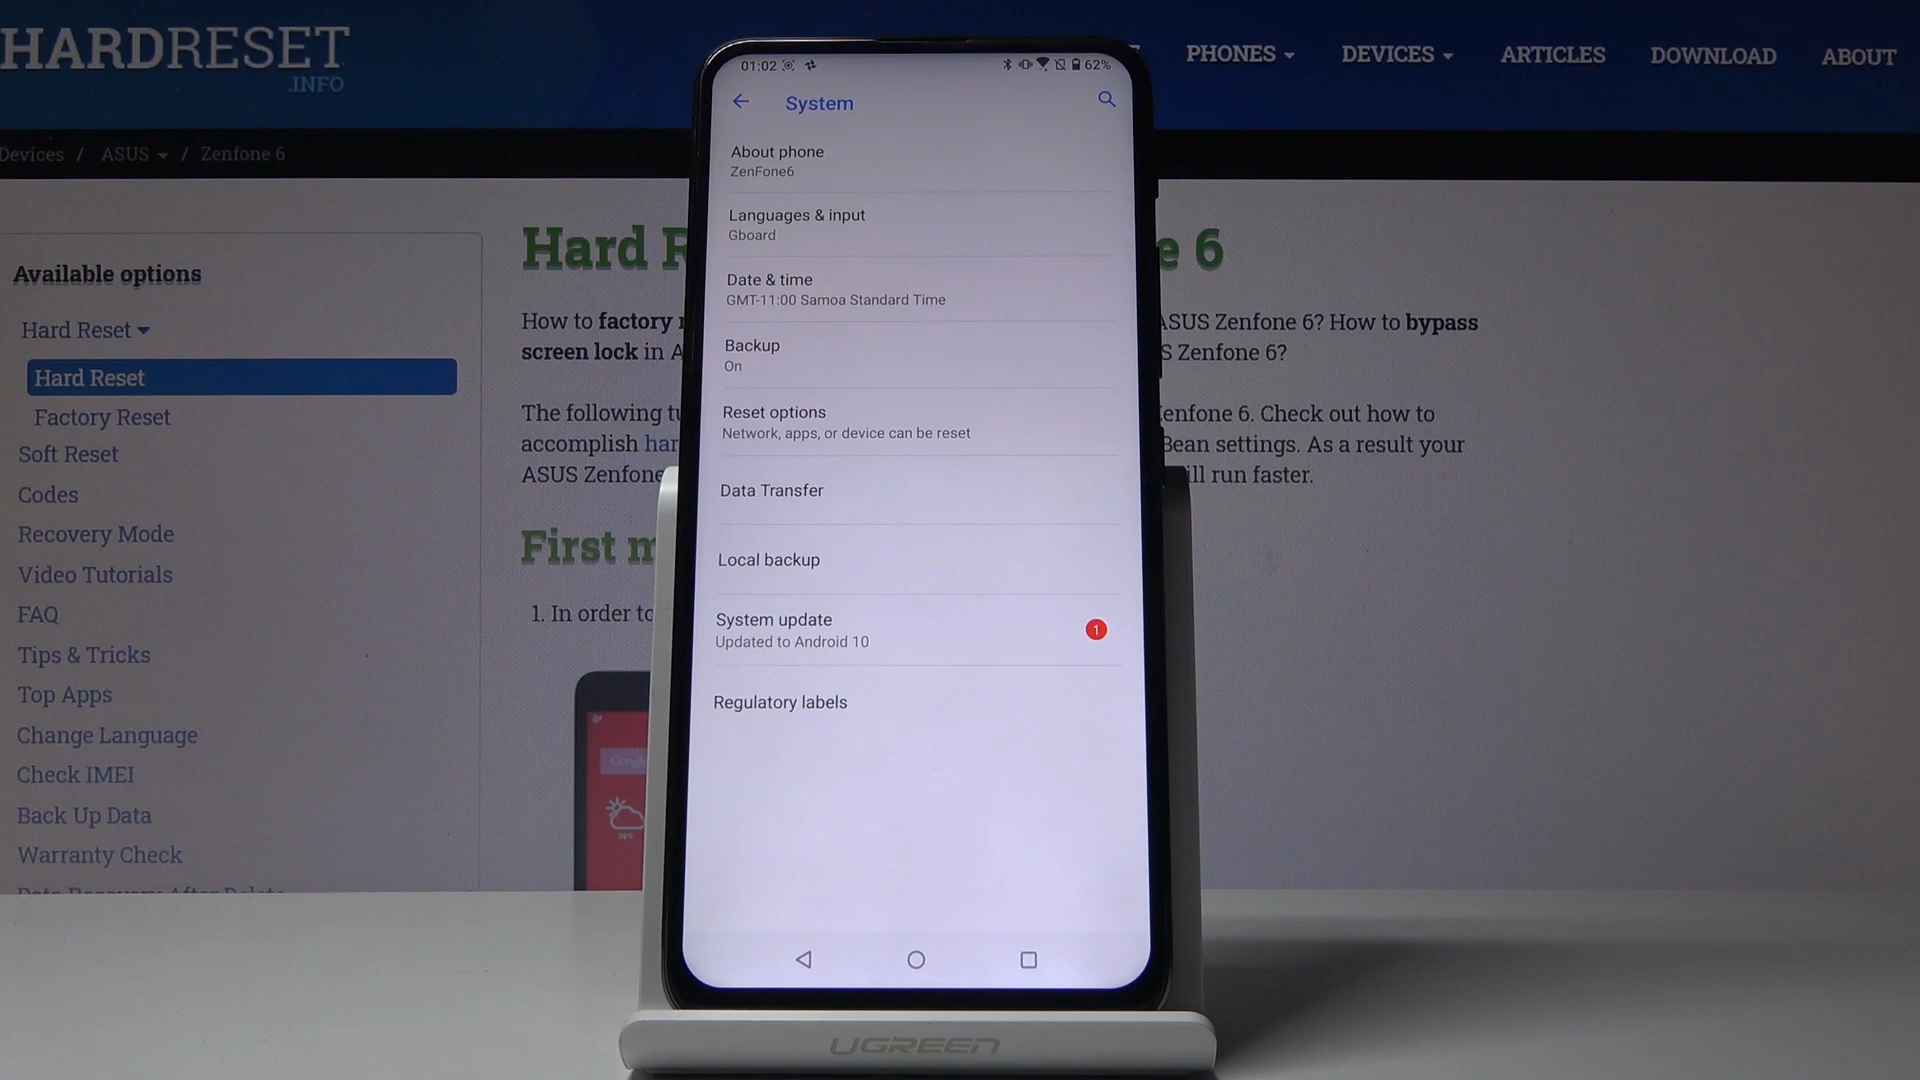 HARDRESET
.INFO
PHONES
DEVICES
ARTICLES
DOWNLOAD
ABOUT
Devices / ASUS / Zenfone 6
Available options
Hard Reset
Hard Reset
Factory Reset
Soft Reset
Codes
Recovery Mode
Video Tutorials
FAQ
Tips & Tricks
Top Apps
Change Language
Check IMEI
Back Up Data
Warranty Check
Data Recovery After Delete
Hard
6
How to factory
ASUS Zenfone 6? How to bypass
screen lock in
Zenfone 6?
The following
Zenfone 6. Check out how to
accomplish
Bean settings. As a result your
ASUS Zenfone
run faster.
First
1. In order to
01:02
62%
System
About phone
ZenFone6
Languages & input
Gboard
Date & time
GMT-11:00 Samoa Standard Time
Backup
On
Reset options
Network, apps, or device can be reset
Data Transfer
Local backup
System update
Updated to Android 10
1
Regulatory labels
UGREEN